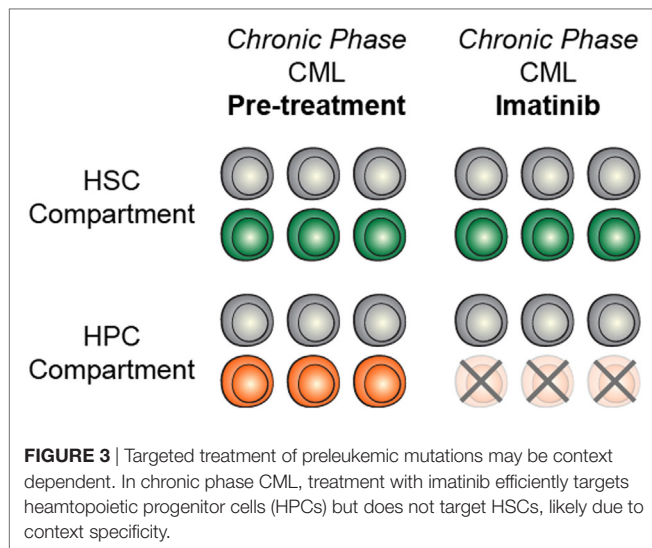 Chronic Phase
CML
Pre-treatment
Chronic Phase
CML
Imatinib
HSC
Compartment
HPC
Compartment
FIGURE 3 | Targeted treatment of preleukemic mutations may be context
dependent. In chronic phase CML, treatment with imatinib efficiently targets
heamtopoietic progenitor cells (HPCs) but does not target HSCs, likely due to
context specificity.